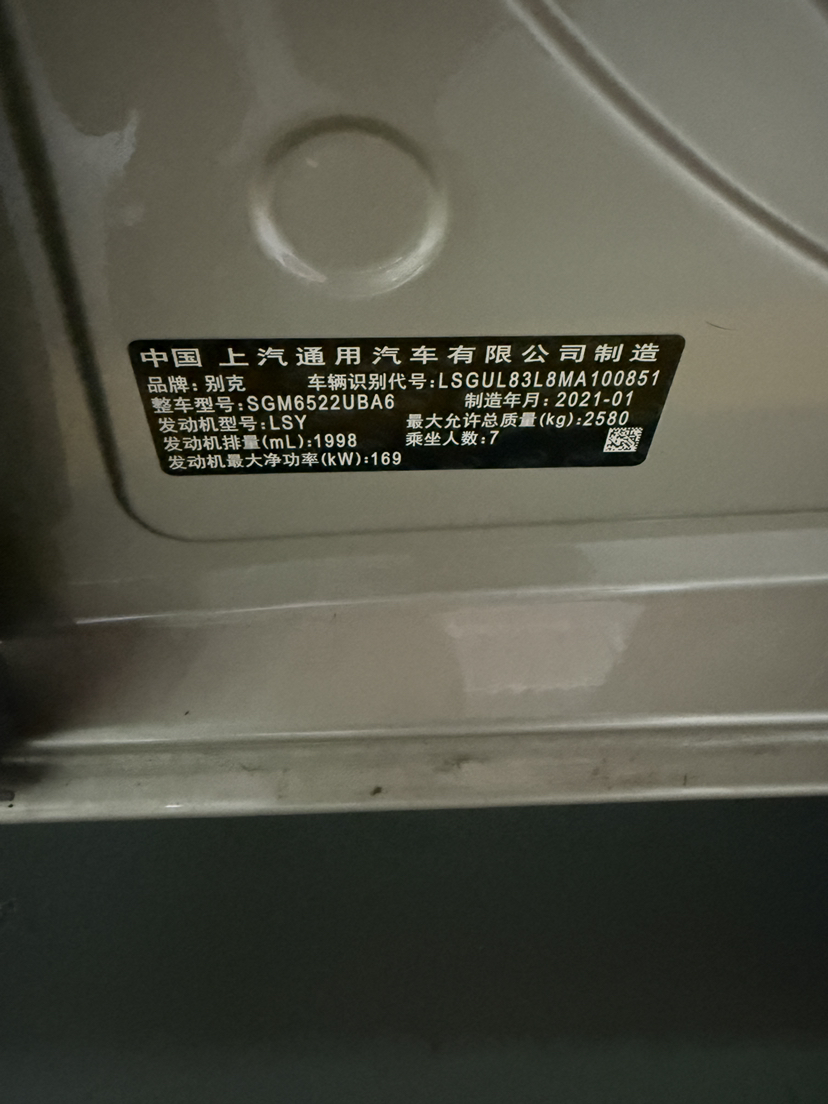 中国 上汽通用汽车有限公司制造
品牌:别克 车辆识别代号:LSGUL83L8MA100851
整车型号:SGM6522UBA6 制造年月:2021-01
发动机型号:LSY 最大允许总质量(kg):2580
发动机排量(mL):1998 乘坐人数:7
发动机最大净功率(kW):169